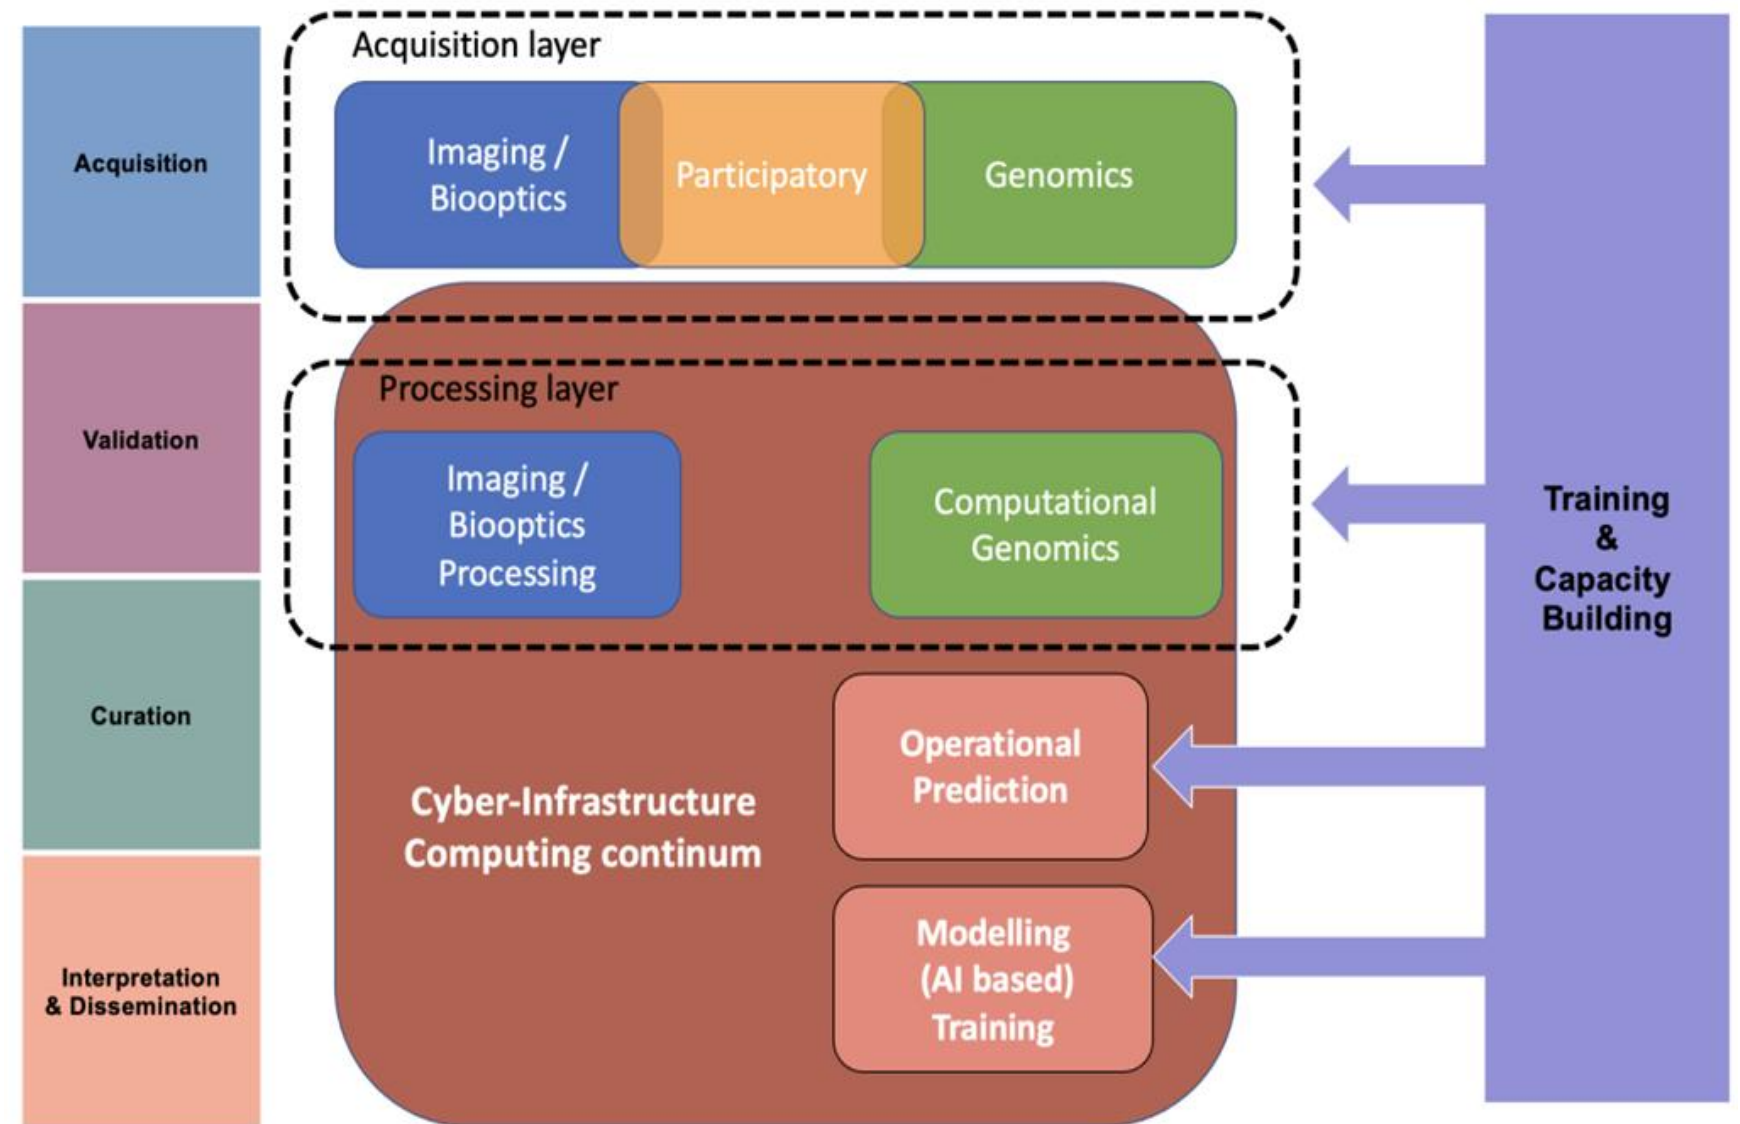 Acquisition
Validation
Curation
Interpretation
& Dissemination
Acquisition layer
Imaging /
Biooptics
Participatory
Genomics
Processing layer
Imaging /
Biooptics
Processing
Computational
Genomics
Cyber-Infrastructure
Computing continum
Operational
Prediction
Modelling
(AI based)
Training
Training
&
Capacity
Building